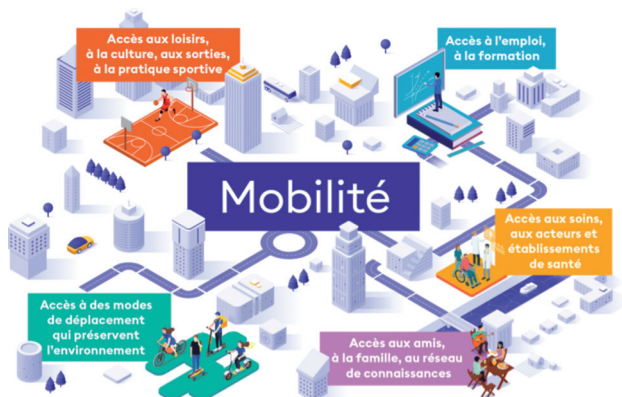 Accès aux loisirs,
à la culture, aux sorties,
à la pratique sportive
Accès à l'emploi,
à la formation
Mobilité
Accès aux soins,
aux acteurs et
établissements
de santé
Accès à des modes
de déplacement
qui préservent
l'environnement
Accès aux amis,
à la famille, au réseau
de connaissances